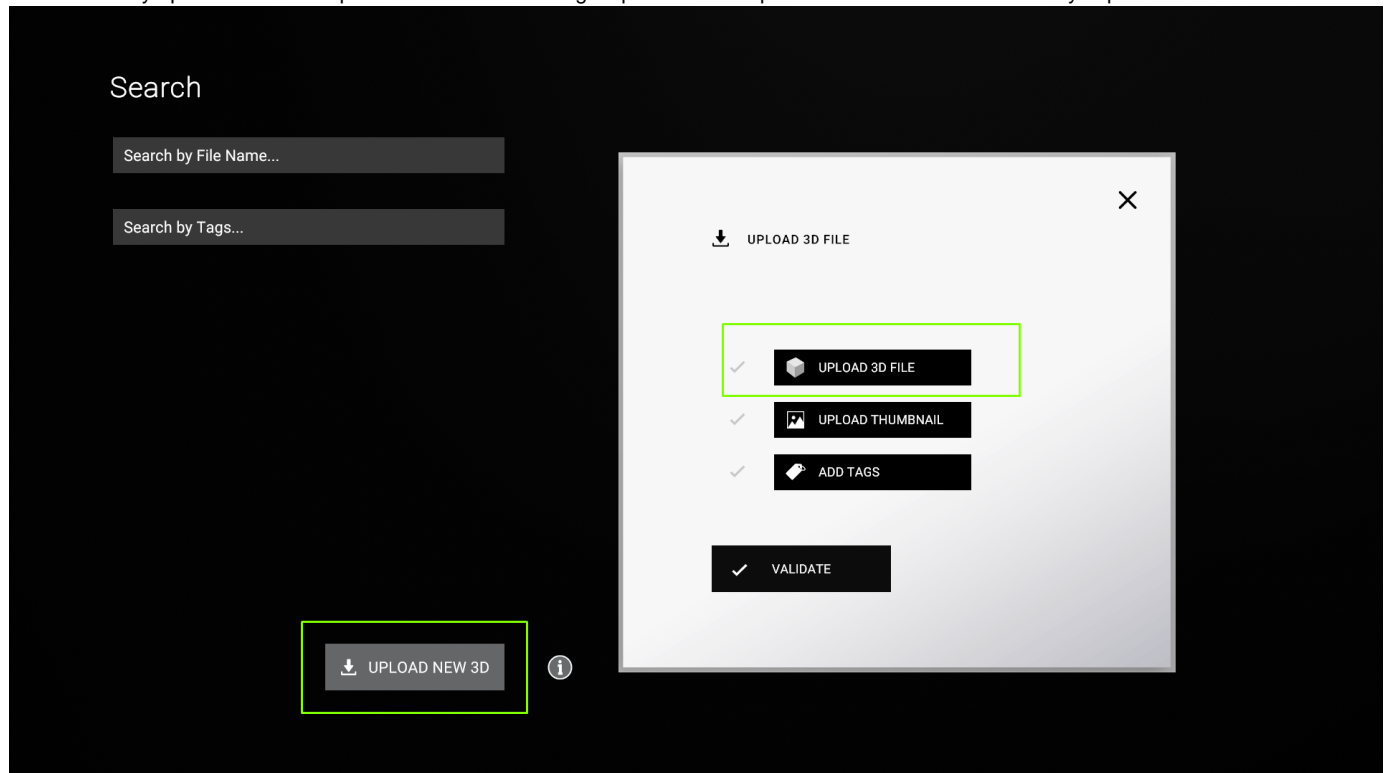 Search
Search by File Name...
Search by Tags...
UPLOAD 3D FILE
UPLOAD 3D FILE
UPLOAD THUMBNAIL
ADD TAGS
VALIDATE
UPLOAD NEW 3D
i